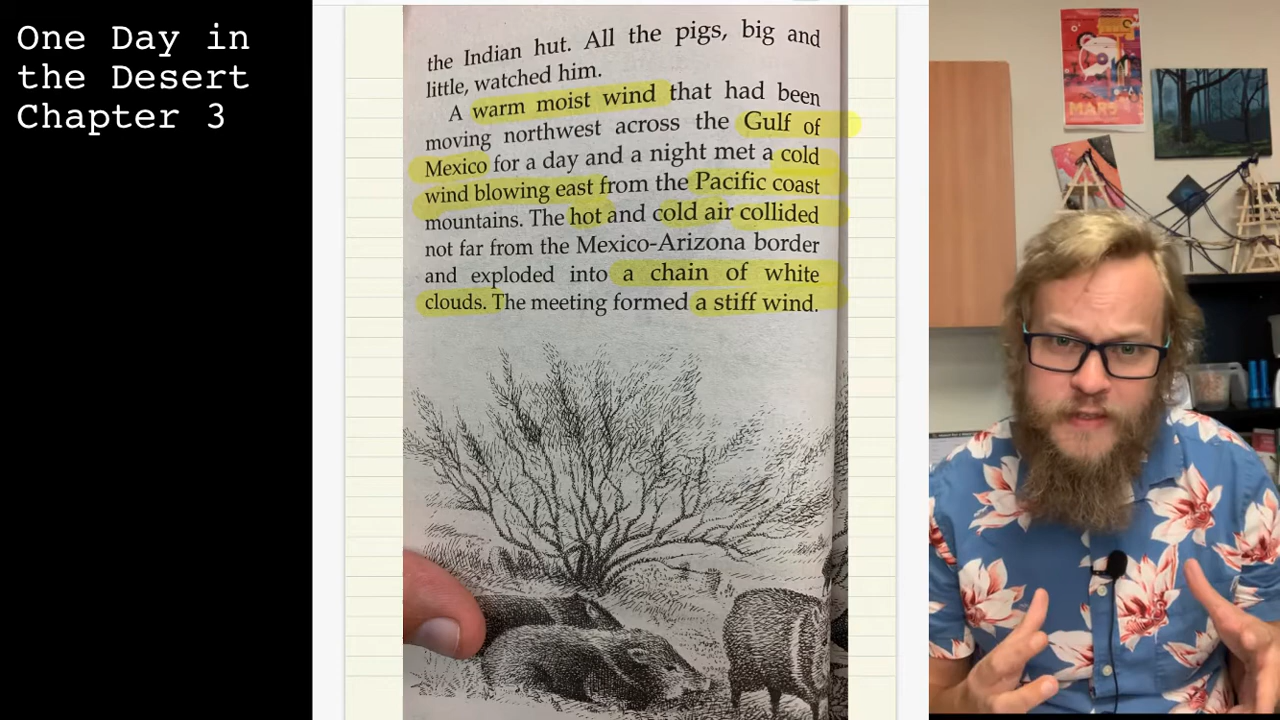 One Day in
the Desert
Chapter 3
the Indian hut. All the pigs, big and
little, watched him.
A warm moist wind that had been
moving northwest across the Gulf of
Mexico for a day and a night met a cold
wind blowing east from the Pacific coast
mountains. The hot and cold air collided
not far from the Mexico-Arizona border
and exploded into a chain of white
clouds. The meeting formed a stiff wind.
MARS